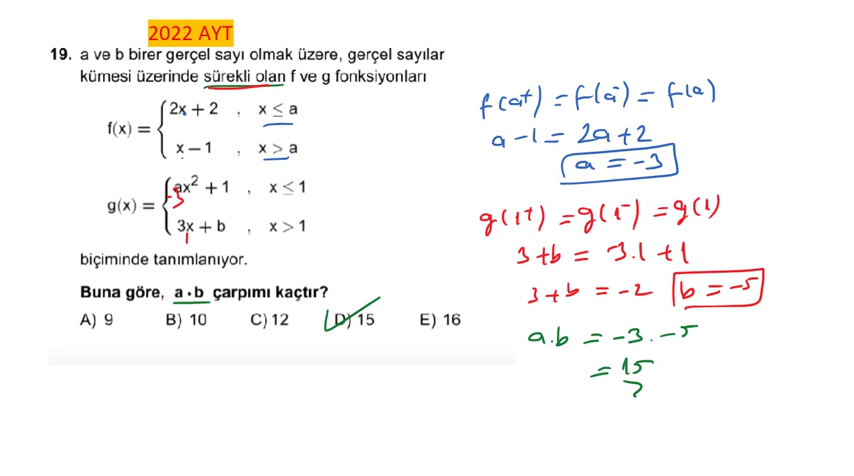 2022 AYT
19. a ve b birer gerçel sayı olmak üzere, gerçel sayılar
kümesi üzerinde sürekli olan f ve g fonksiyonları
f(x) = { 2x + 2 , x ≤ a
x − 1 , x > a
g(x) = { ax² + 1 , x ≤ 1
-3
3x + b , x > 1
1
biçiminde tanımlanıyor.
Buna göre, a • b çarpımı kaçtır?
A) 9 B) 10 C) 12 D) 15 E) 16
f(a⁺) = f(a⁻) = f(a)
a − 1 = 2a + 2
a = −3
g(1⁺) = g(1⁻) = g(1)
3 + b = −3.1 + 1
3 + b = −2 b = −5
a.b = −3 . −5
= 15